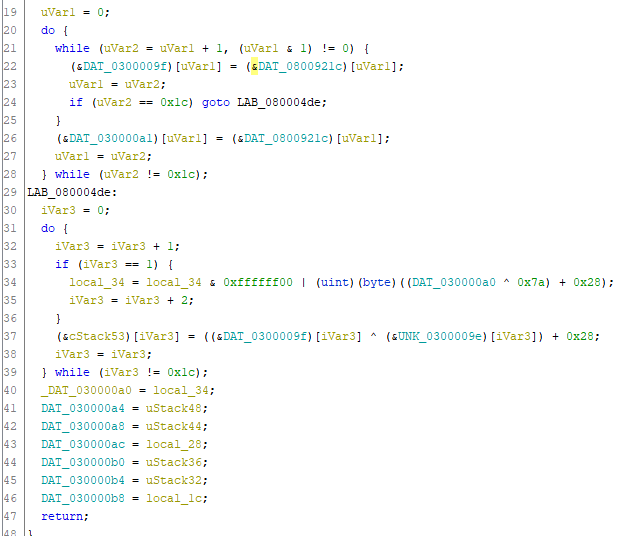 19 uVar1 = 0;
20 do {
21 while (uVar2 = uVar1 + 1, (uVar1 & 1) != 0) {
22 (&DAT_0300009f)[uVar1] = (&DAT_0800921c)[uVar1];
23 uVar1 = uVar2;
24 if (uVar2 == 0x1c) goto LAB_080004de;
25 }
26 (&DAT_030000a1)[uVar1] = (&DAT_0800921c)[uVar1];
27 uVar1 = uVar2;
28 } while (uVar2 != 0x1c);
29 LAB_080004de:
30 iVar3 = 0;
31 do {
32 iVar3 = iVar3 + 1;
33 if (iVar3 == 1) {
34 local_34 = local_34 & 0xffffff00 | (uint)(byte)((DAT_030000a0 ^ 0x7a) + 0x28);
35 iVar3 = iVar3 + 2;
36 }
37 (&cStack53)[iVar3] = ((&DAT_0300009f)[iVar3] ^ (&UNK_0300009e)[iVar3]) + 0x28;
38 iVar3 = iVar3;
39 } while (iVar3 != 0x1c);
40 _DAT_030000a0 = local_34;
41 DAT_030000a4 = uStack48;
42 DAT_030000a8 = uStack44;
43 DAT_030000ac = local_28;
44 DAT_030000b0 = uStack36;
45 DAT_030000b4 = uStack32;
46 DAT_030000b8 = local_1c;
47 return;
48 }